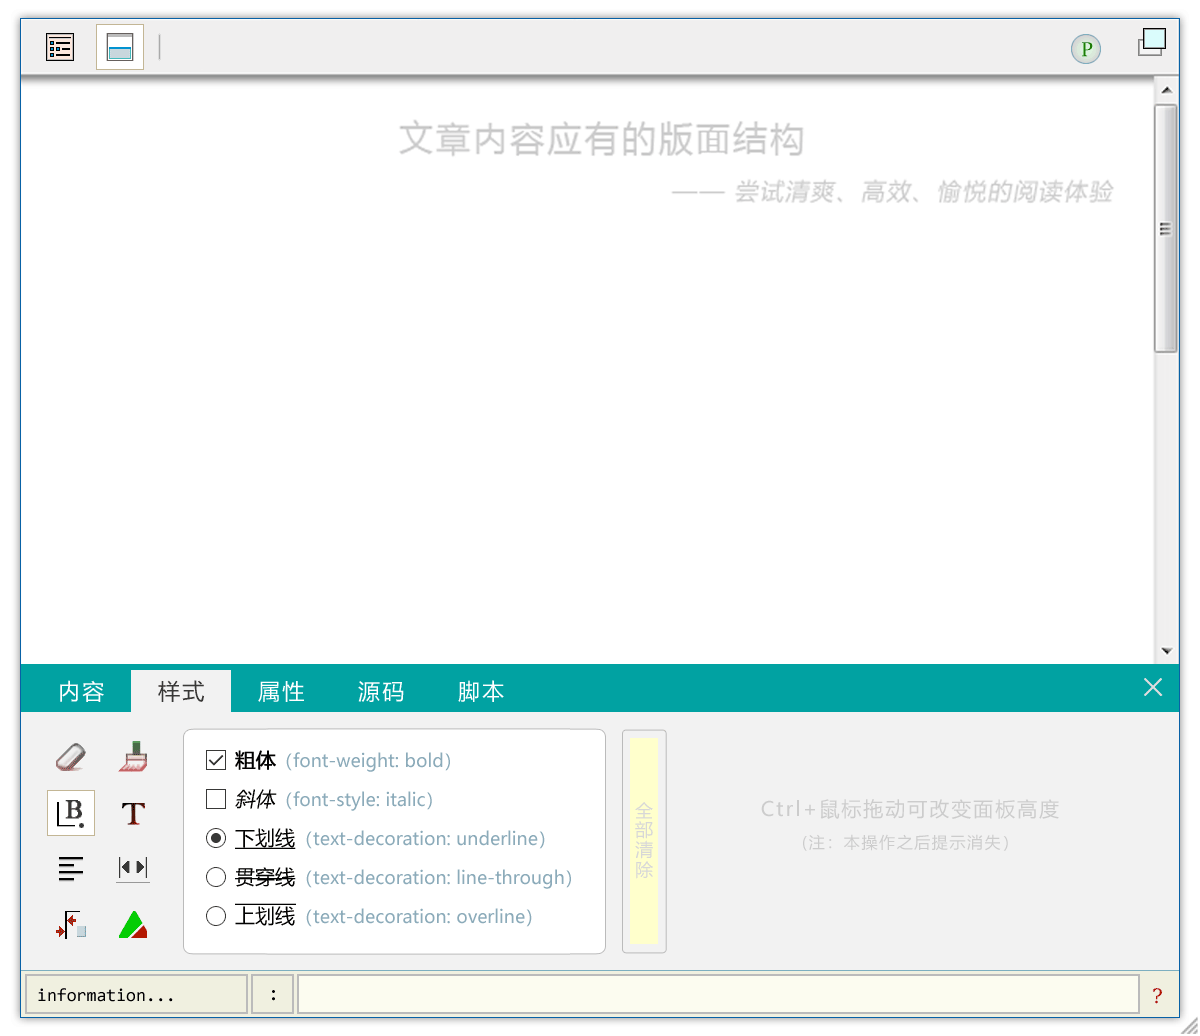 P
文章内容应有的版面结构
—— 尝试清爽、高效、愉悦的阅读体验
内容 样式 属性 源码 脚本
B T
粗体 (font-weight: bold)
斜体 (font-style: italic)
下划线 (text-decoration: underline)
贯穿线 (text-decoration: line-through)
上划线 (text-decoration: overline)
全部清除
Ctrl+鼠标拖动可改变面板高度
(注：本操作之后提示消失)
information... : ?